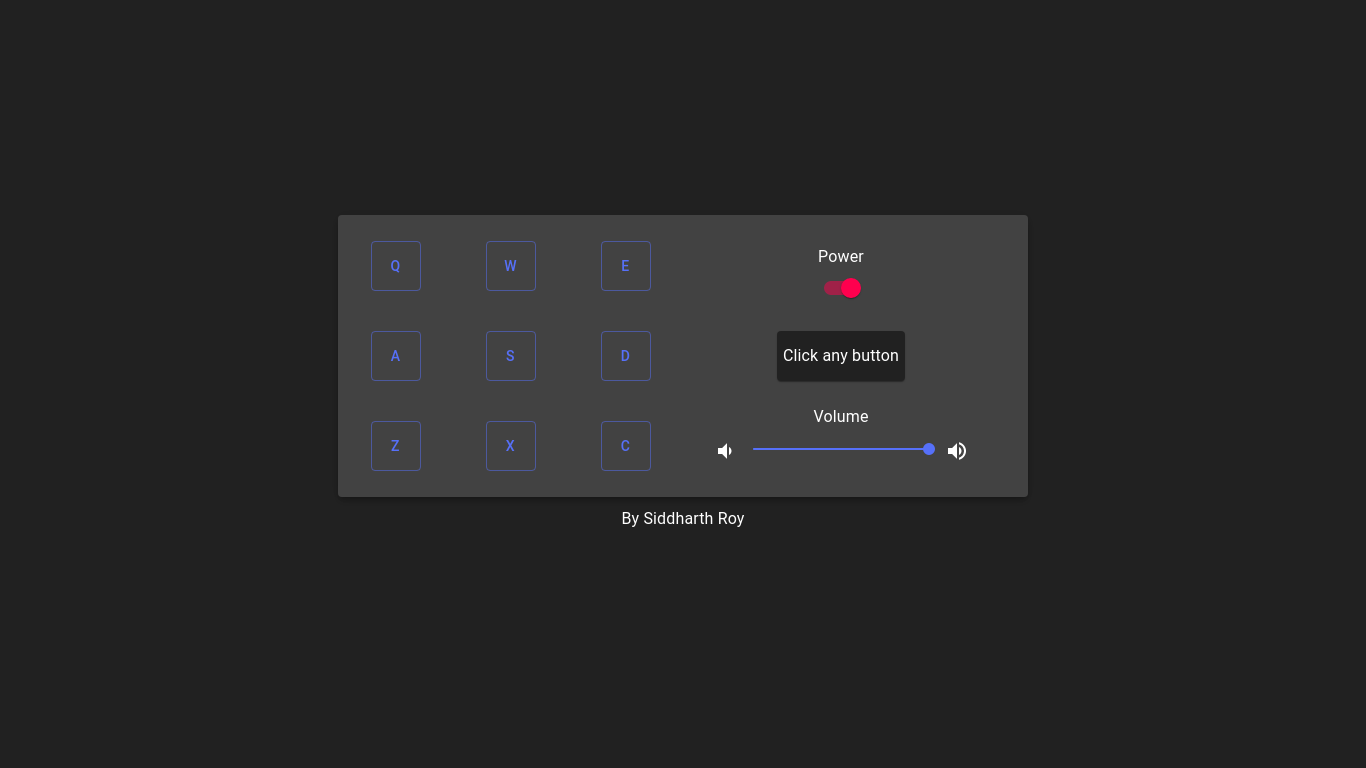 Q W E
Power
A S D
Click any button
Volume
Z X C
By Siddharth Roy